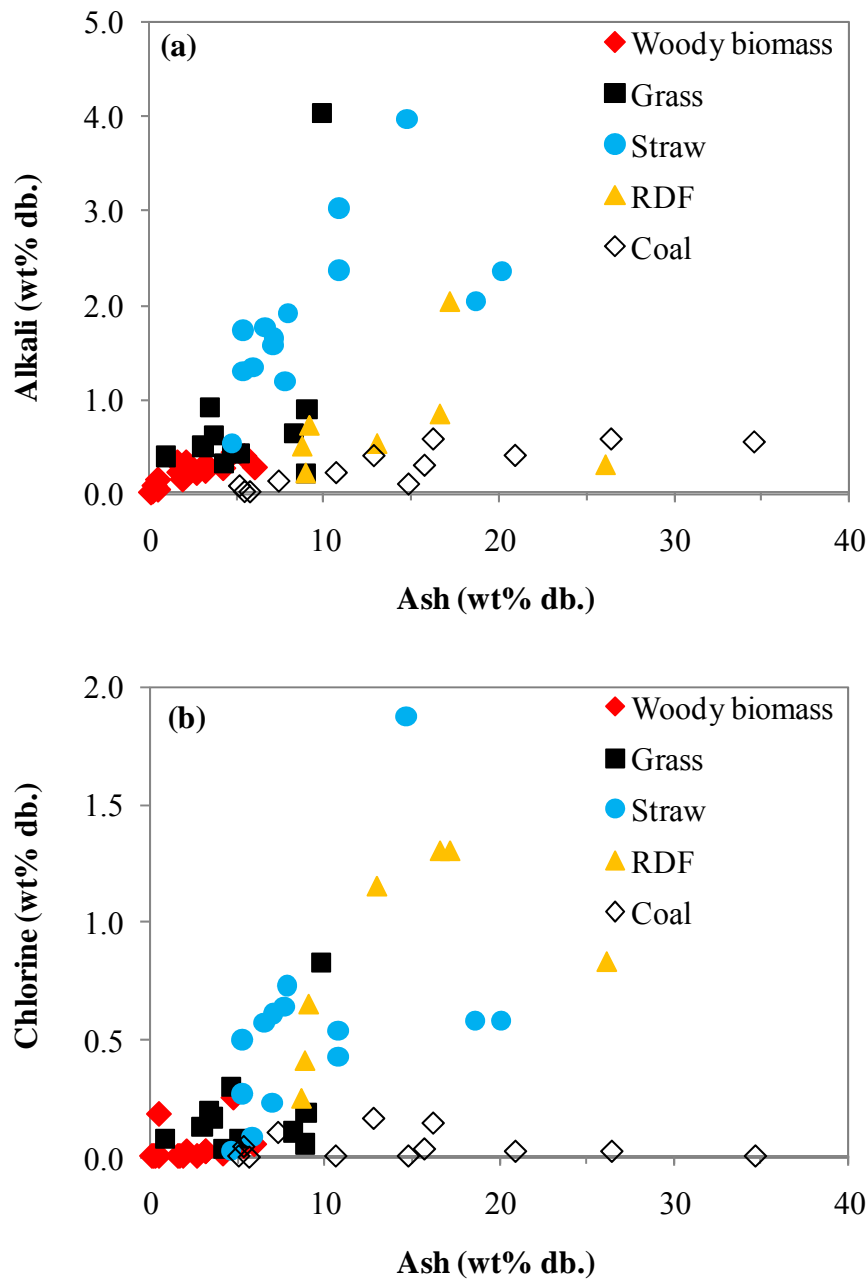 5.0
(a)
Woody biomass
4.0
Grass
Straw
3.0
RDF
Coal
2.0
1.0
0.0
Alkali (wt% db.)
0 10 20 30 40
Ash (wt% db.)
2.0
(b)
Woody biomass
Grass
1.5
Straw
RDF
1.0
Coal
0.5
0.0
Chlorine (wt% db.)
0 10 20 30 40
Ash (wt% db.)